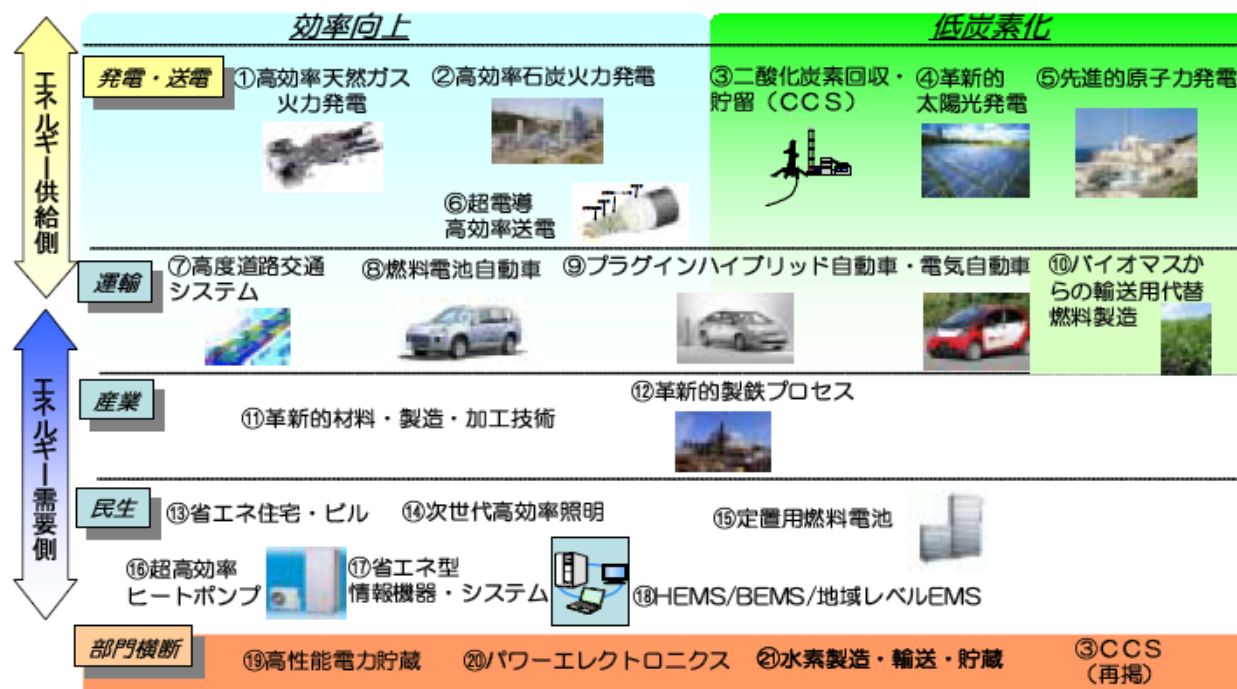 効率向上
低炭素化
エネルギー供給側
発電・送電
①高効率天然ガス
火力発電
②高効率石炭火力発電
③二酸化炭素回収・
貯留（ＣＣＳ）
④革新的
太陽光発電
⑤先進的原子力発電
⑥超電導
高効率送電
運輸
⑦高度道路交通
システム
⑧燃料電池自動車
⑨プラグインハイブリッド自動車・電気自動車
⑩バイオマスか
らの輸送用代替
燃料製造
エネルギー需要側
産業
⑪革新的材料・製造・加工技術
⑫革新的製鉄プロセス
民生
⑬省エネ住宅・ビル
⑭次世代高効率照明
⑮定置用燃料電池
⑯超高効率
ヒートポンプ
⑰省エネ型
情報機器・システム
⑱HEMS/BEMS/地域レベルEMS
部門横断
⑲高性能電力貯蔵
⑳パワーエレクトロニクス
㉑水素製造・輸送・貯蔵
③ＣＣＳ
（再掲）